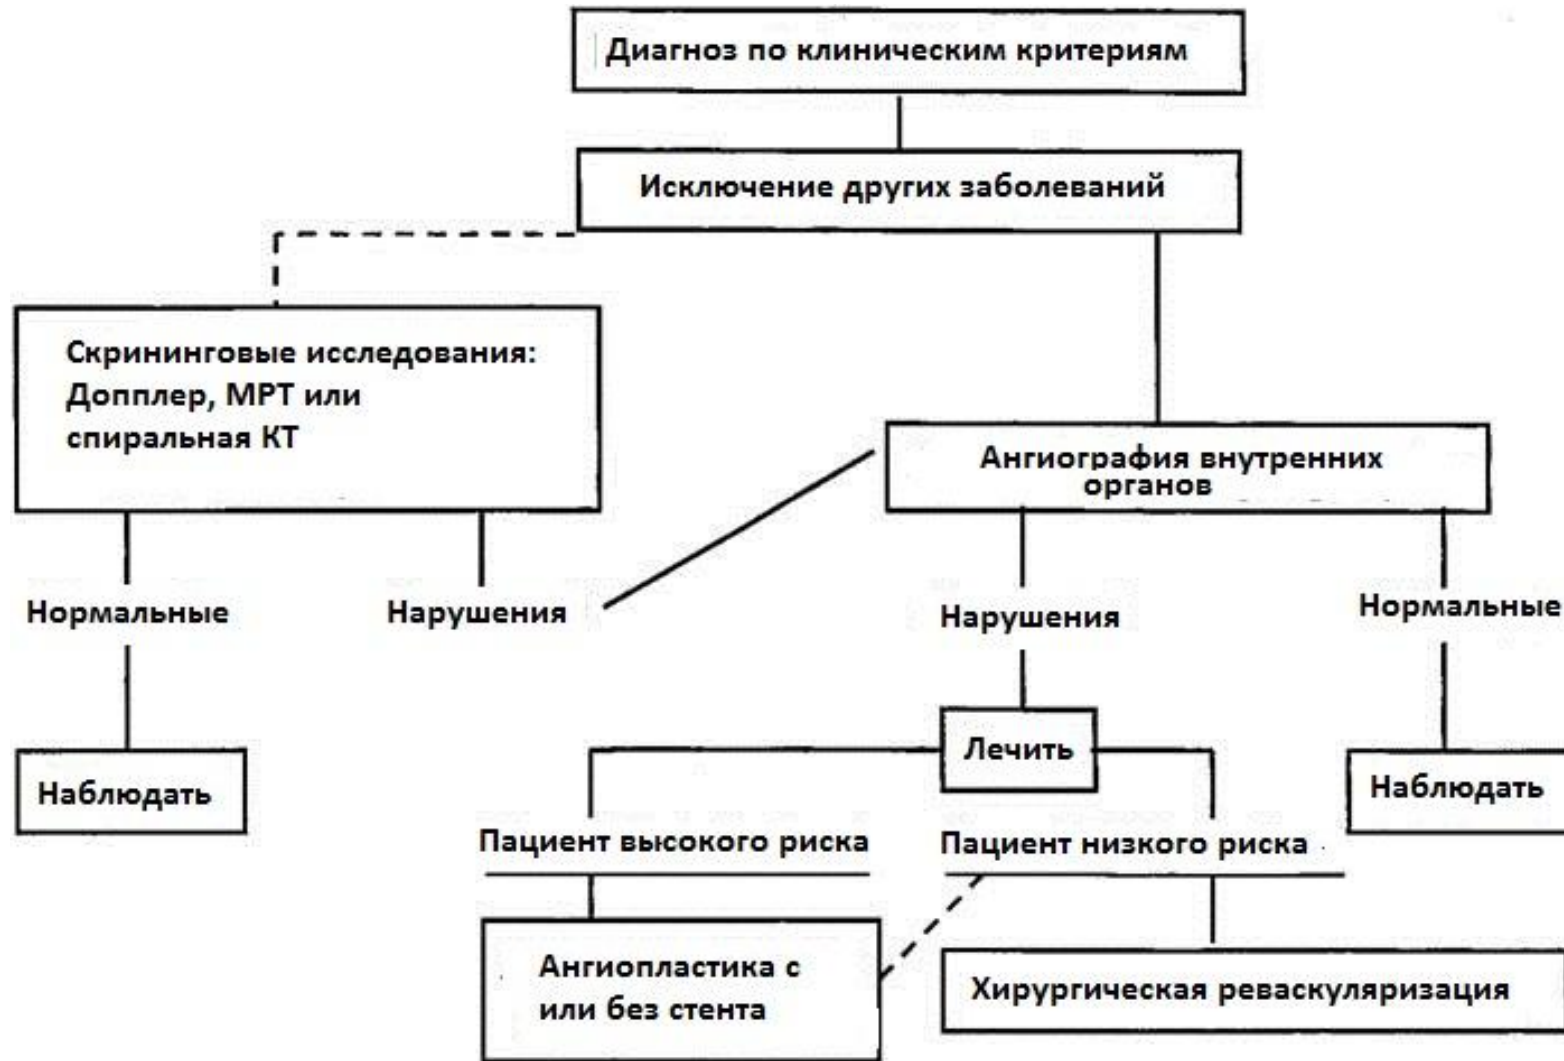 Диагноз по клиническим критериям
Исключение других заболеваний
Скрининговые исследования:
Допплер, МРТ или
спиральная КТ
Ангиография внутренних
органов
Нормальные
Нарушения
Нарушения
Нормальные
Наблюдать
Лечить
Наблюдать
Пациент высокого риска
Пациент низкого риска
Ангиопластика с
или без стента
Хирургическая реваскуляризация